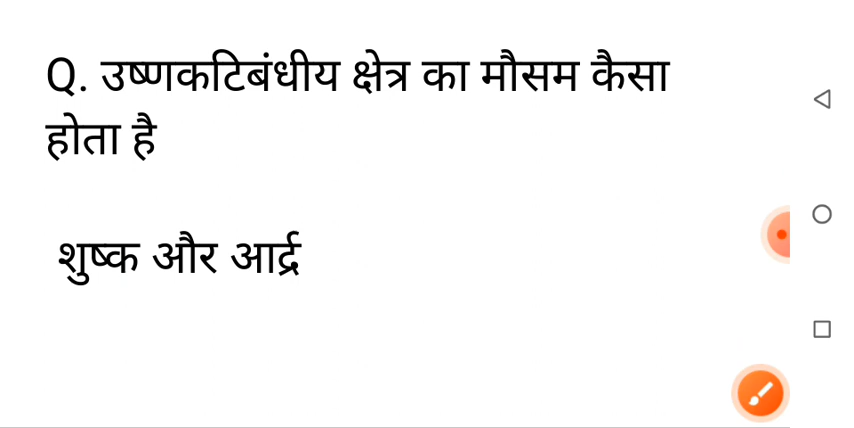 Q. उष्णकटिबंधीय क्षेत्र का मौसम कैसा
होता है
शुष्क और आर्द्र